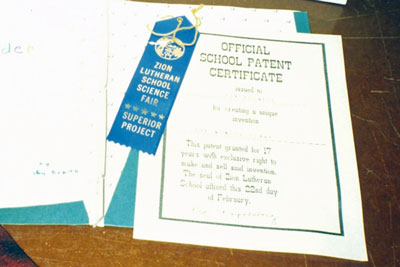 ZION
LUTHERAN
SCHOOL
SCIENCE
FAIR
SUPERIOR
PROJECT
OFFICIAL
SCHOOL PATENT
CERTIFICATE
issued to
for creating a unique
invention
This patent granted for 17
years with exclusive right to
make and sell said invention.
The seal of Zion Lutheran
School affixed this 22nd day
of February.